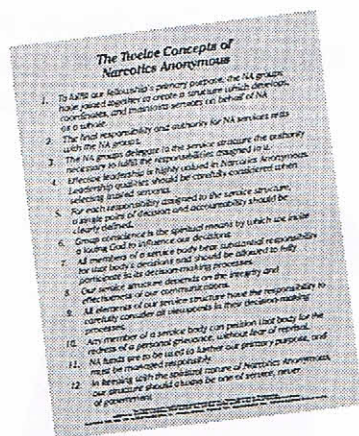 The Twelve Concepts of
Narcotics Anonymous
1. To fulfill our fellowship's primary purpose, the NA groups
have joined together to create a structure which develops,
coordinates, and maintains services on behalf of NA
as a whole.
2. The final responsibility and authority for NA services rests
with the NA groups.
3. The NA groups delegate to the service structure the authority
necessary to fulfill the responsibilities assigned to it.
4. Effective leadership is highly valued in Narcotics Anonymous.
Leadership qualities should be carefully considered when
selecting trusted servants.
5. For each responsibility assigned to the service structure,
a single point of decision and accountability should be
clearly defined.
6. Group conscience is the spiritual means by which we invite
a loving God to influence our decisions.
7. All members of a service body bear substantial responsibility
for that body's decisions and should be allowed to fully
participate in its decision-making processes.
8. Our service structure depends on the integrity and
effectiveness of our communications.
9. All elements of our service structure have the responsibility to
carefully consider all viewpoints in their decision-making
processes.
10. Any member of a service body can petition that body for the
redress of a personal grievance, without fear of reprisal.
11. NA funds are to be used to further our primary purpose, and
must be managed responsibly.
12. In keeping with the spiritual nature of Narcotics Anonymous,
our structure should always be one of service, never
of government.